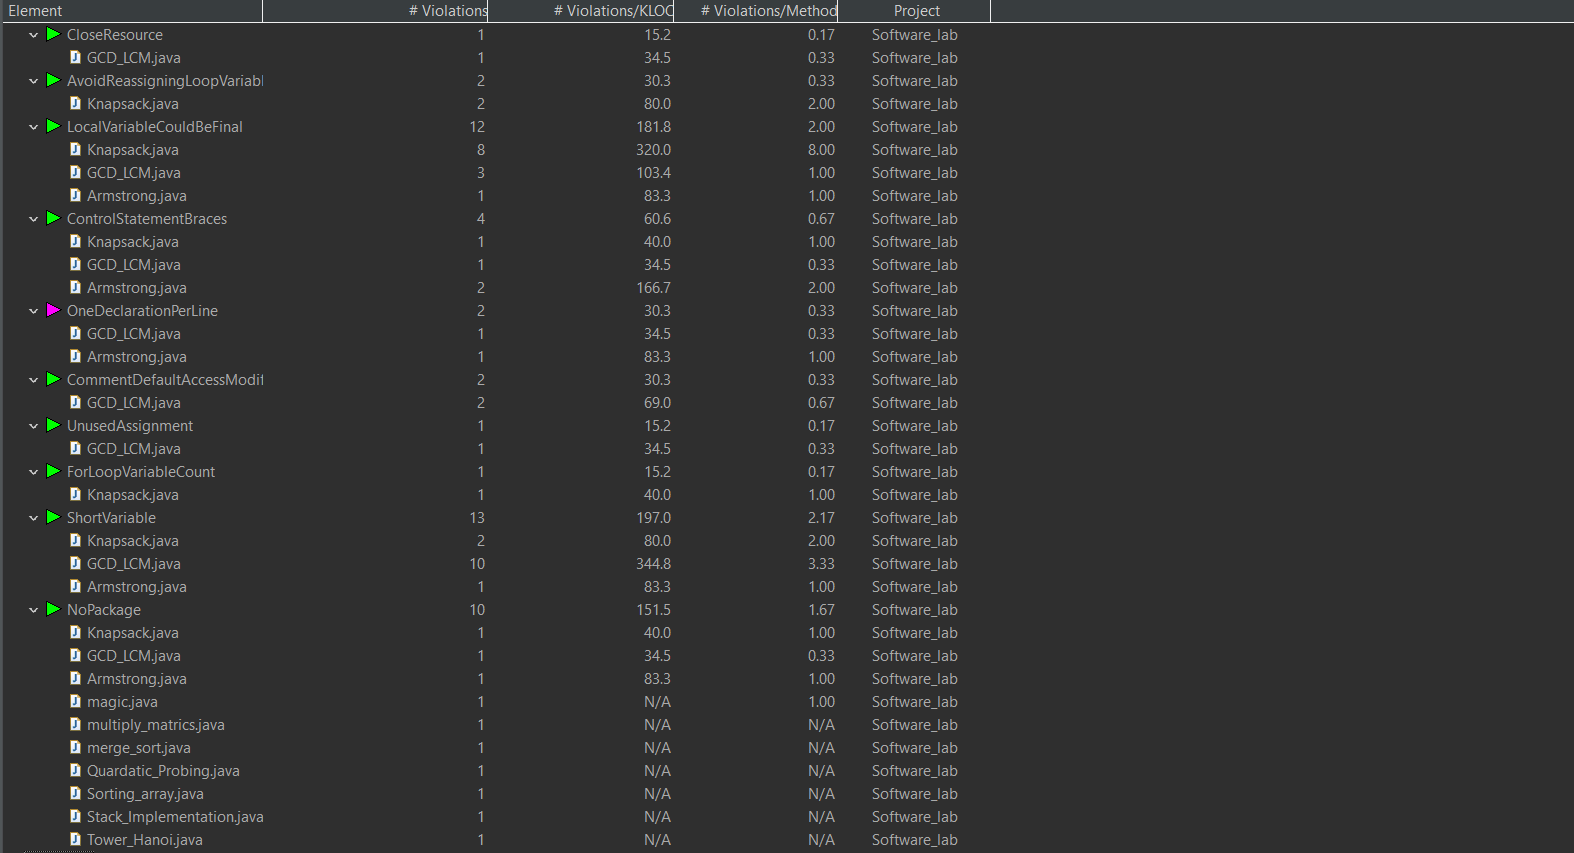 Element # Violations # Violations/KLOC # Violations/Method Project
CloseResource 1 15.2 0.17 Software_lab
GCD_LCM.java 1 34.5 0.33 Software_lab
AvoidReassigningLoopVariabl 2 30.3 0.33 Software_lab
Knapsack.java 2 80.0 2.00 Software_lab
LocalVariableCouldBeFinal 12 181.8 2.00 Software_lab
Knapsack.java 8 320.0 8.00 Software_lab
GCD_LCM.java 3 103.4 1.00 Software_lab
Armstrong.java 1 83.3 1.00 Software_lab
ControlStatementBraces 4 60.6 0.67 Software_lab
Knapsack.java 1 40.0 1.00 Software_lab
GCD_LCM.java 1 34.5 0.33 Software_lab
Armstrong.java 2 166.7 2.00 Software_lab
OneDeclarationPerLine 2 30.3 0.33 Software_lab
GCD_LCM.java 1 34.5 0.33 Software_lab
Armstrong.java 1 83.3 1.00 Software_lab
CommentDefaultAccessModif 2 30.3 0.33 Software_lab
GCD_LCM.java 2 69.0 0.67 Software_lab
UnusedAssignment 1 15.2 0.17 Software_lab
GCD_LCM.java 1 34.5 0.33 Software_lab
ForLoopVariableCount 1 15.2 0.17 Software_lab
Knapsack.java 1 40.0 1.00 Software_lab
ShortVariable 13 197.0 2.17 Software_lab
Knapsack.java 2 80.0 2.00 Software_lab
GCD_LCM.java 10 344.8 3.33 Software_lab
Armstrong.java 1 83.3 1.00 Software_lab
NoPackage 10 151.5 1.67 Software_lab
Knapsack.java 1 40.0 1.00 Software_lab
GCD_LCM.java 1 34.5 0.33 Software_lab
Armstrong.java 1 83.3 1.00 Software_lab
magic.java 1 N/A 1.00 Software_lab
multiply_matrics.java 1 N/A N/A Software_lab
merge_sort.java 1 N/A N/A Software_lab
Quardatic_Probing.java 1 N/A N/A Software_lab
Sorting_array.java 1 N/A N/A Software_lab
Stack_Implementation.java 1 N/A N/A Software_lab
Tower_Hanoi.java 1 N/A N/A Software_lab